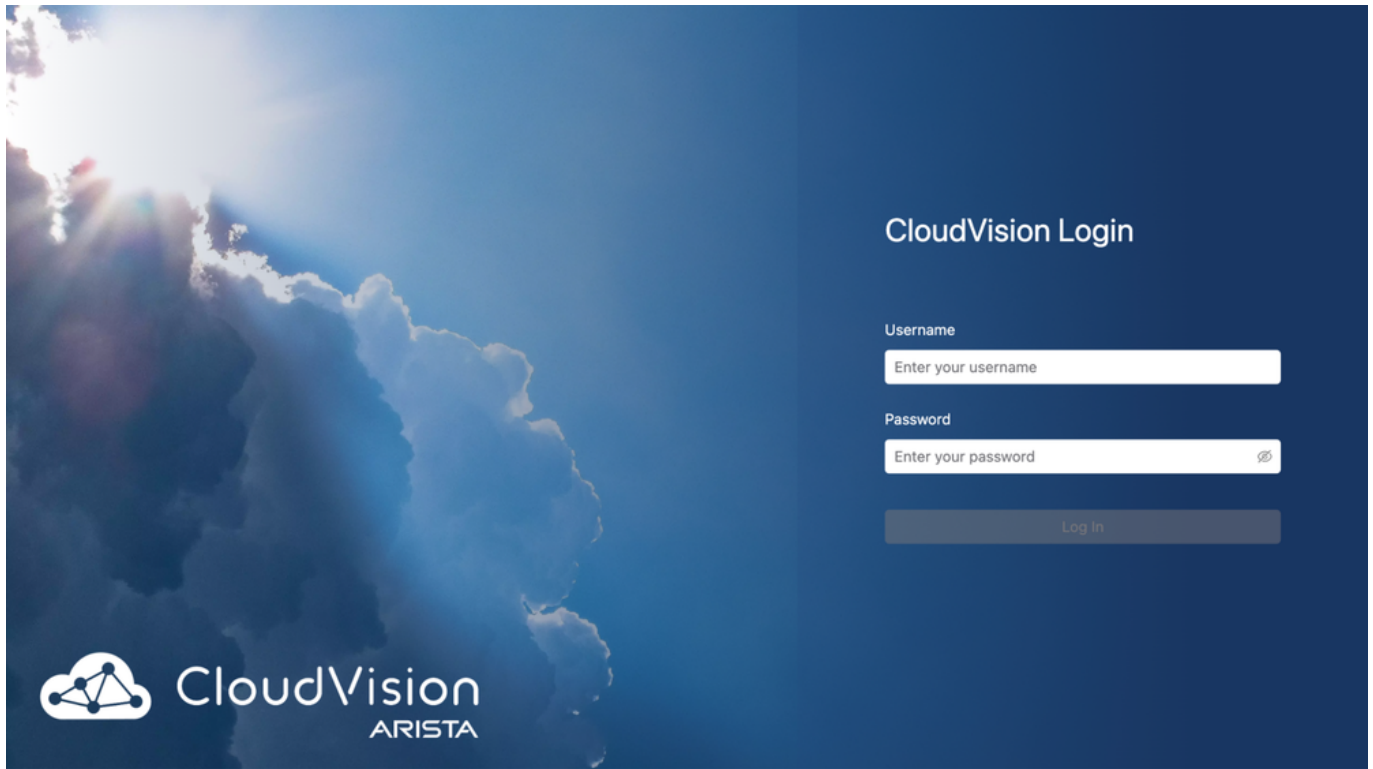 CloudVision Login
Username
Enter your username
Password
Enter your password
Log In
CloudVision
ARISTA